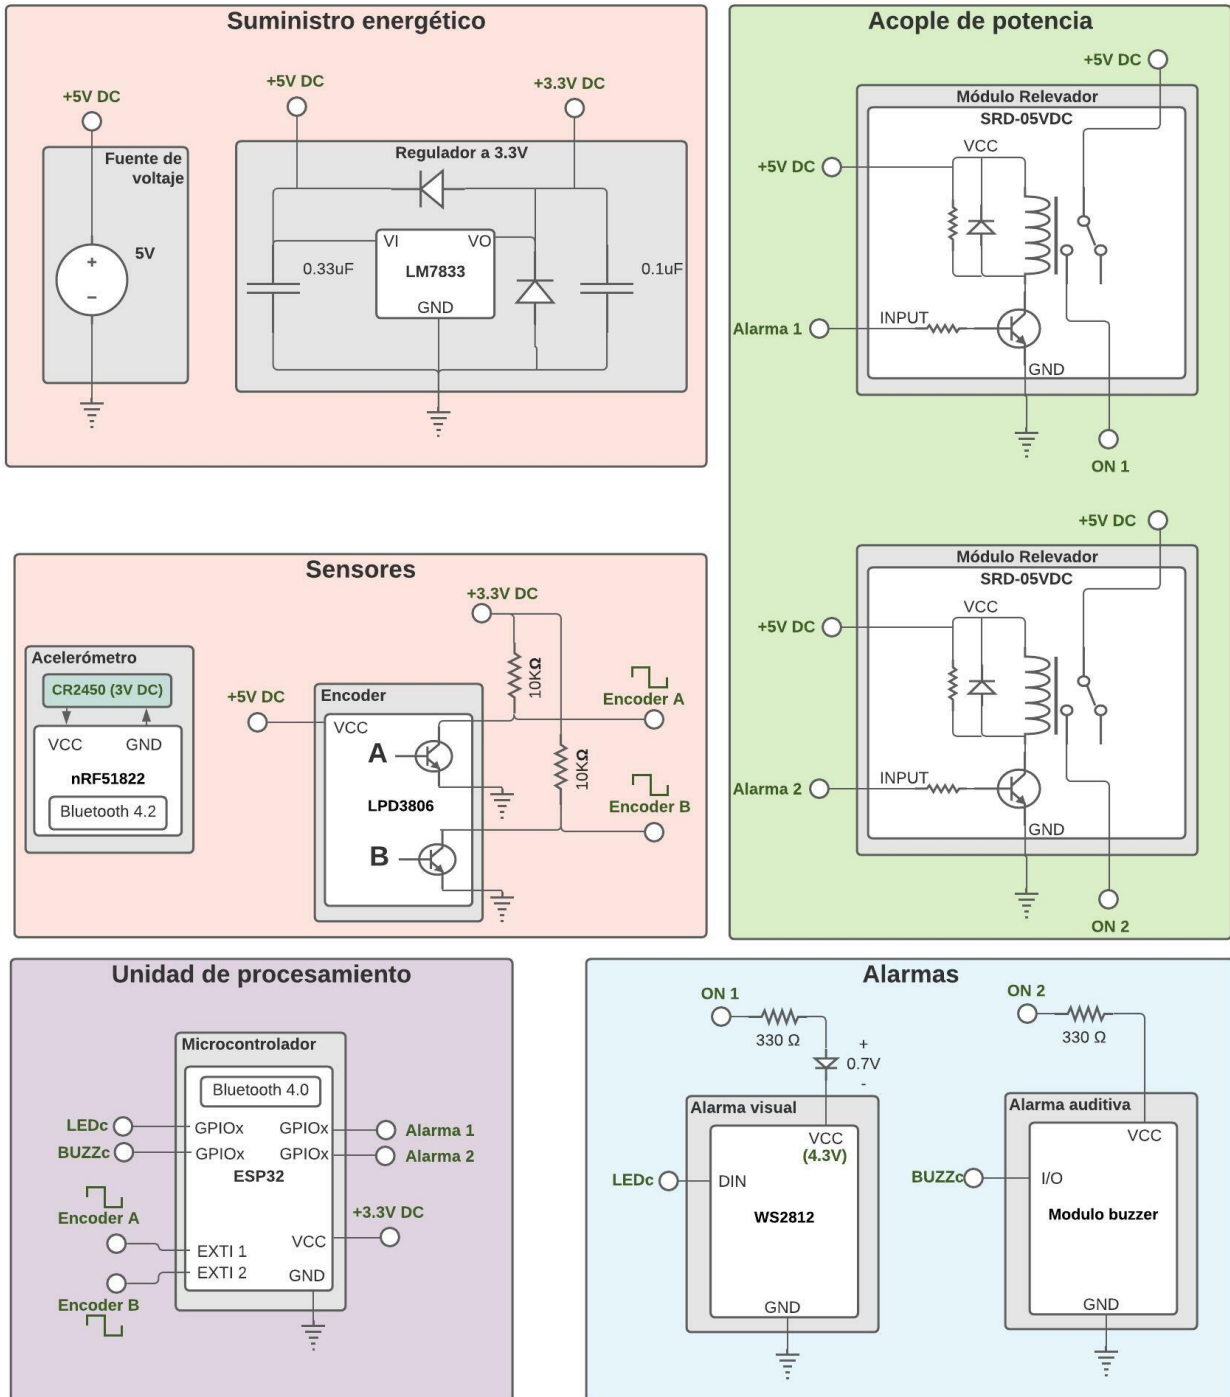 Suministro energético
+5V DC
Fuente de
voltaje
+
5V
−
+5V DC
+3.3V DC
Regulador a 3.3V
VI
VO
LM7833
GND
0.33uF
0.1uF
Acople de potencia
+5V DC
Módulo Relevador
SRD-05VDC
VCC
+5V DC
INPUT
Alarma 1
GND
ON 1
+5V DC
Módulo Relevador
SRD-05VDC
VCC
+5V DC
INPUT
Alarma 2
GND
ON 2
Sensores
Acelerómetro
CR2450 (3V DC)
VCC
GND
nRF51822
Bluetooth 4.2
+3.3V DC
10KΩ
10KΩ
+5V DC
Encoder
VCC
A
LPD3806
B
Encoder A
Encoder B
Unidad de procesamiento
Microcontrolador
Bluetooth 4.0
LEDc
GPIOx
GPIOx
Alarma 1
BUZZc
GPIOx
GPIOx
Alarma 2
ESP32
Encoder A
+3.3V DC
VCC
EXTI 1
EXTI 2
GND
Encoder B
Alarmas
ON 1
330 Ω
+
0.7V
-
Alarma visual
VCC
(4.3V)
LEDc
DIN
WS2812
GND
ON 2
330 Ω
Alarma auditiva
VCC
BUZZc
I/O
Modulo buzzer
GND